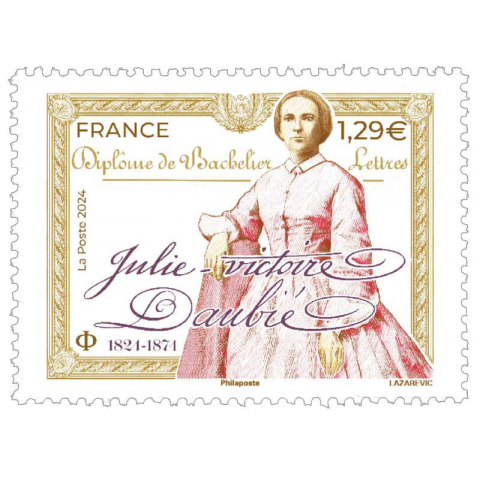 FRANCE 1,29€
Diplôme de Bachelier Lettres
La Poste 2024
Julie-victoire
Daubié
Φ 1824-1874
Philaposte LAZAREVIC